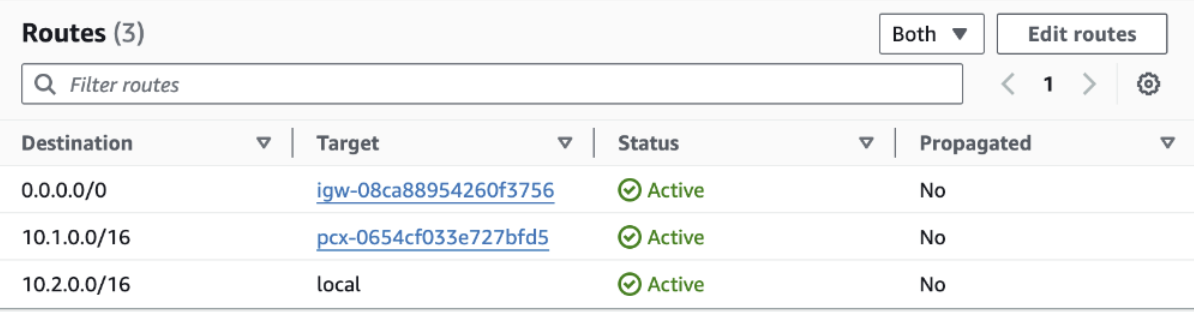 Routes (3) Both Edit routes
Filter routes 1
Destination Target Status Propagated
0.0.0.0/0 igw-08ca88954260f3756 Active No
10.1.0.0/16 pcx-0654cf033e727bfd5 Active No
10.2.0.0/16 local Active No